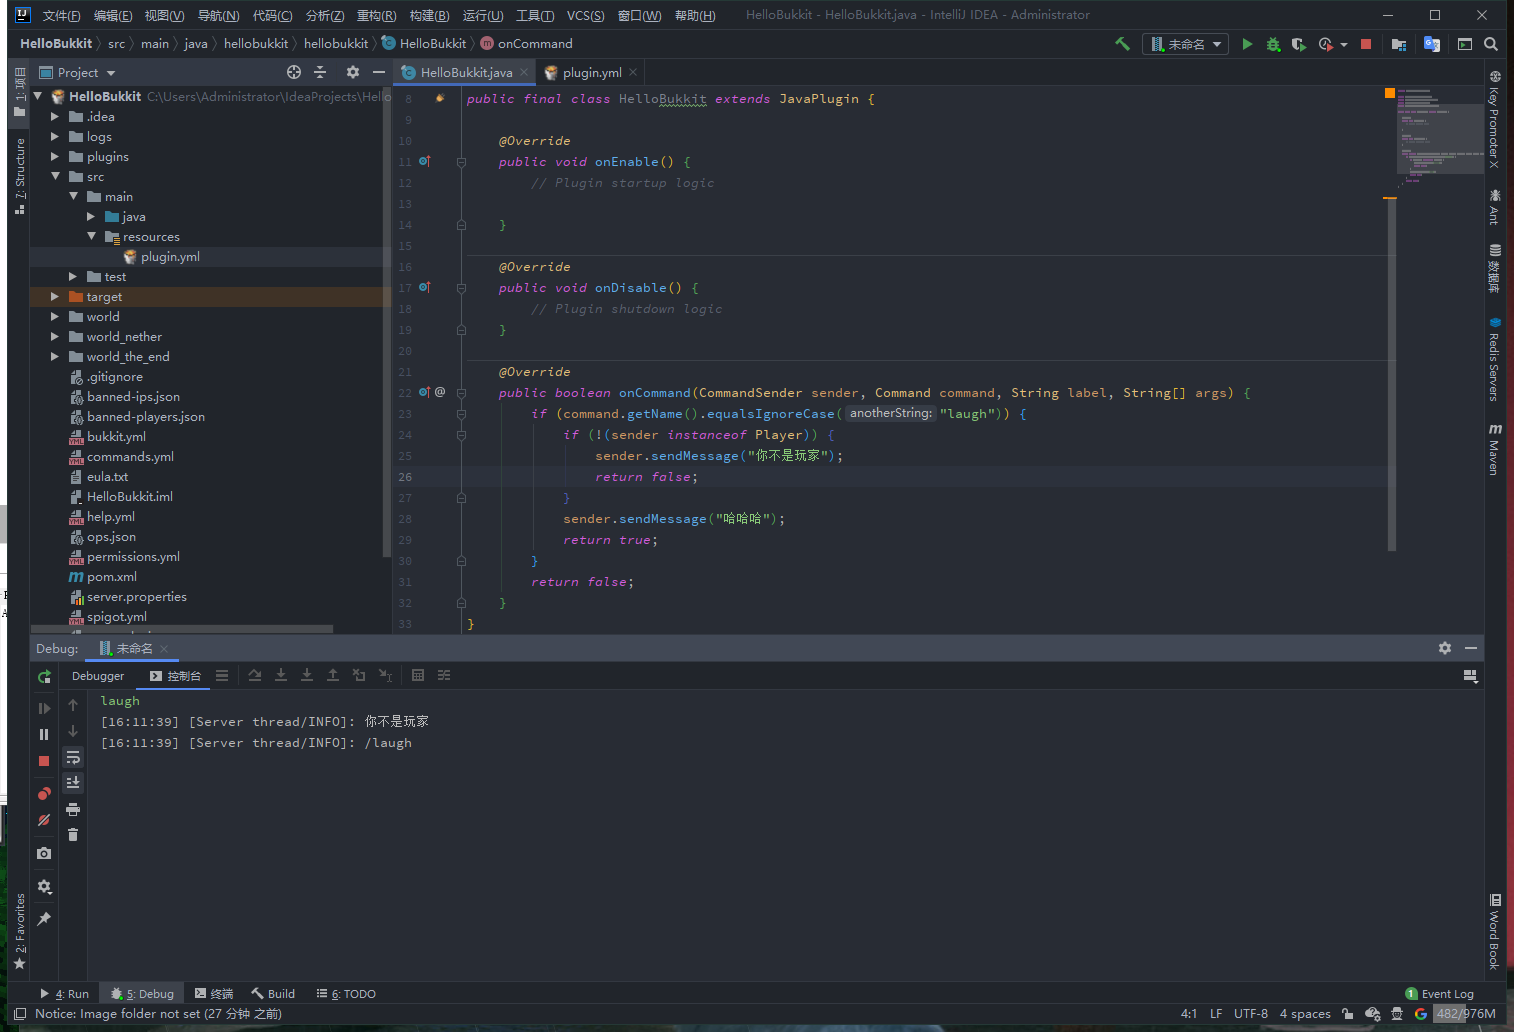 文件(F) 编辑(E) 视图(V) 导航(N) 代码(C) 分析(Z) 重构(R) 构建(B) 运行(U) 工具(T) VCS(S) 窗口(W) 帮助(H) HelloBukkit - HelloBukkit.java - IntelliJ IDEA - Administrator
HelloBukkit src main java hellobukkit hellobukkit HelloBukkit onCommand 未命名
Project
HelloBukkit.java plugin.yml
1: 项目
7: Structure
2: Favorites
HelloBukkit C:\Users\Administrator\IdeaProjects\Hello
.idea
logs
plugins
src
main
java
resources
plugin.yml
test
target
world
world_nether
world_the_end
.gitignore
banned-ips.json
banned-players.json
bukkit.yml
commands.yml
eula.txt
HelloBukkit.iml
help.yml
ops.json
permissions.yml
pom.xml
server.properties
spigot.yml
8 public final class HelloBukkit extends JavaPlugin {
9
10 @Override
11 public void onEnable() {
12 // Plugin startup logic
13
14 }
15
16 @Override
17 public void onDisable() {
18 // Plugin shutdown logic
19 }
20
21 @Override
22 public boolean onCommand(CommandSender sender, Command command, String label, String[] args) {
23 if (command.getName().equalsIgnoreCase( anotherString: "laugh")) {
24 if (!(sender instanceof Player)) {
25 sender.sendMessage("你不是玩家");
26 return false;
27 }
28 sender.sendMessage("哈哈哈");
29 return true;
30 }
31 return false;
32 }
33 }
Key Promoter X
Ant
数据库
Redis Servers
Maven
Word Book
Debug: 未命名
Debugger 控制台
laugh
[16:11:39] [Server thread/INFO]: 你不是玩家
[16:11:39] [Server thread/INFO]: /laugh
4: Run 5: Debug 终端 Build 6: TODO 1 Event Log
Notice: Image folder not set (27 分钟 之前) 4:1 LF UTF-8 4 spaces 482/976M